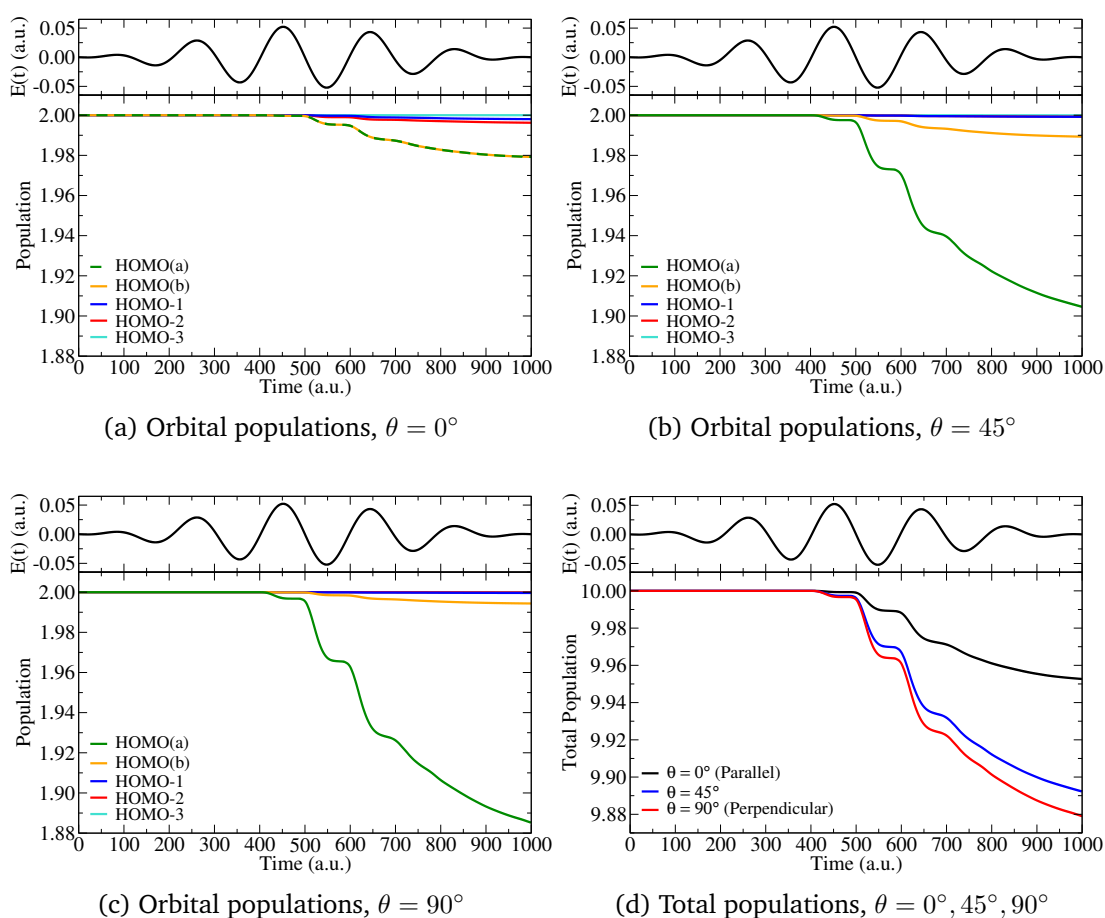 E(t) (a.u.)
0.05
0.00
-0.05
Population
2.00
1.98
1.96
1.94
1.92
1.90
1.88
HOMO(a)
HOMO(b)
HOMO-1
HOMO-2
HOMO-3
0 100 200 300 400 500 600 700 800 900 1000
Time (a.u.)
(a) Orbital populations, θ = 0°
E(t) (a.u.)
0.05
0.00
-0.05
Population
2.00
1.98
1.96
1.94
1.92
1.90
1.88
HOMO(a)
HOMO(b)
HOMO-1
HOMO-2
HOMO-3
0 100 200 300 400 500 600 700 800 900 1000
Time (a.u.)
(b) Orbital populations, θ = 45°
E(t) (a.u.)
0.05
0.00
-0.05
Population
2.00
1.98
1.96
1.94
1.92
1.90
1.88
HOMO(a)
HOMO(b)
HOMO-1
HOMO-2
HOMO-3
0 100 200 300 400 500 600 700 800 900 1000
Time (a.u.)
(c) Orbital populations, θ = 90°
E(t) (a.u.)
0.05
0.00
-0.05
Total Population
10.00
9.98
9.96
9.94
9.92
9.90
9.88
θ = 0° (Parallel)
θ = 45°
θ = 90° (Perpendicular)
0 100 200 300 400 500 600 700 800 900 1000
Time (a.u.)
(d) Total populations, θ = 0°, 45°, 90°